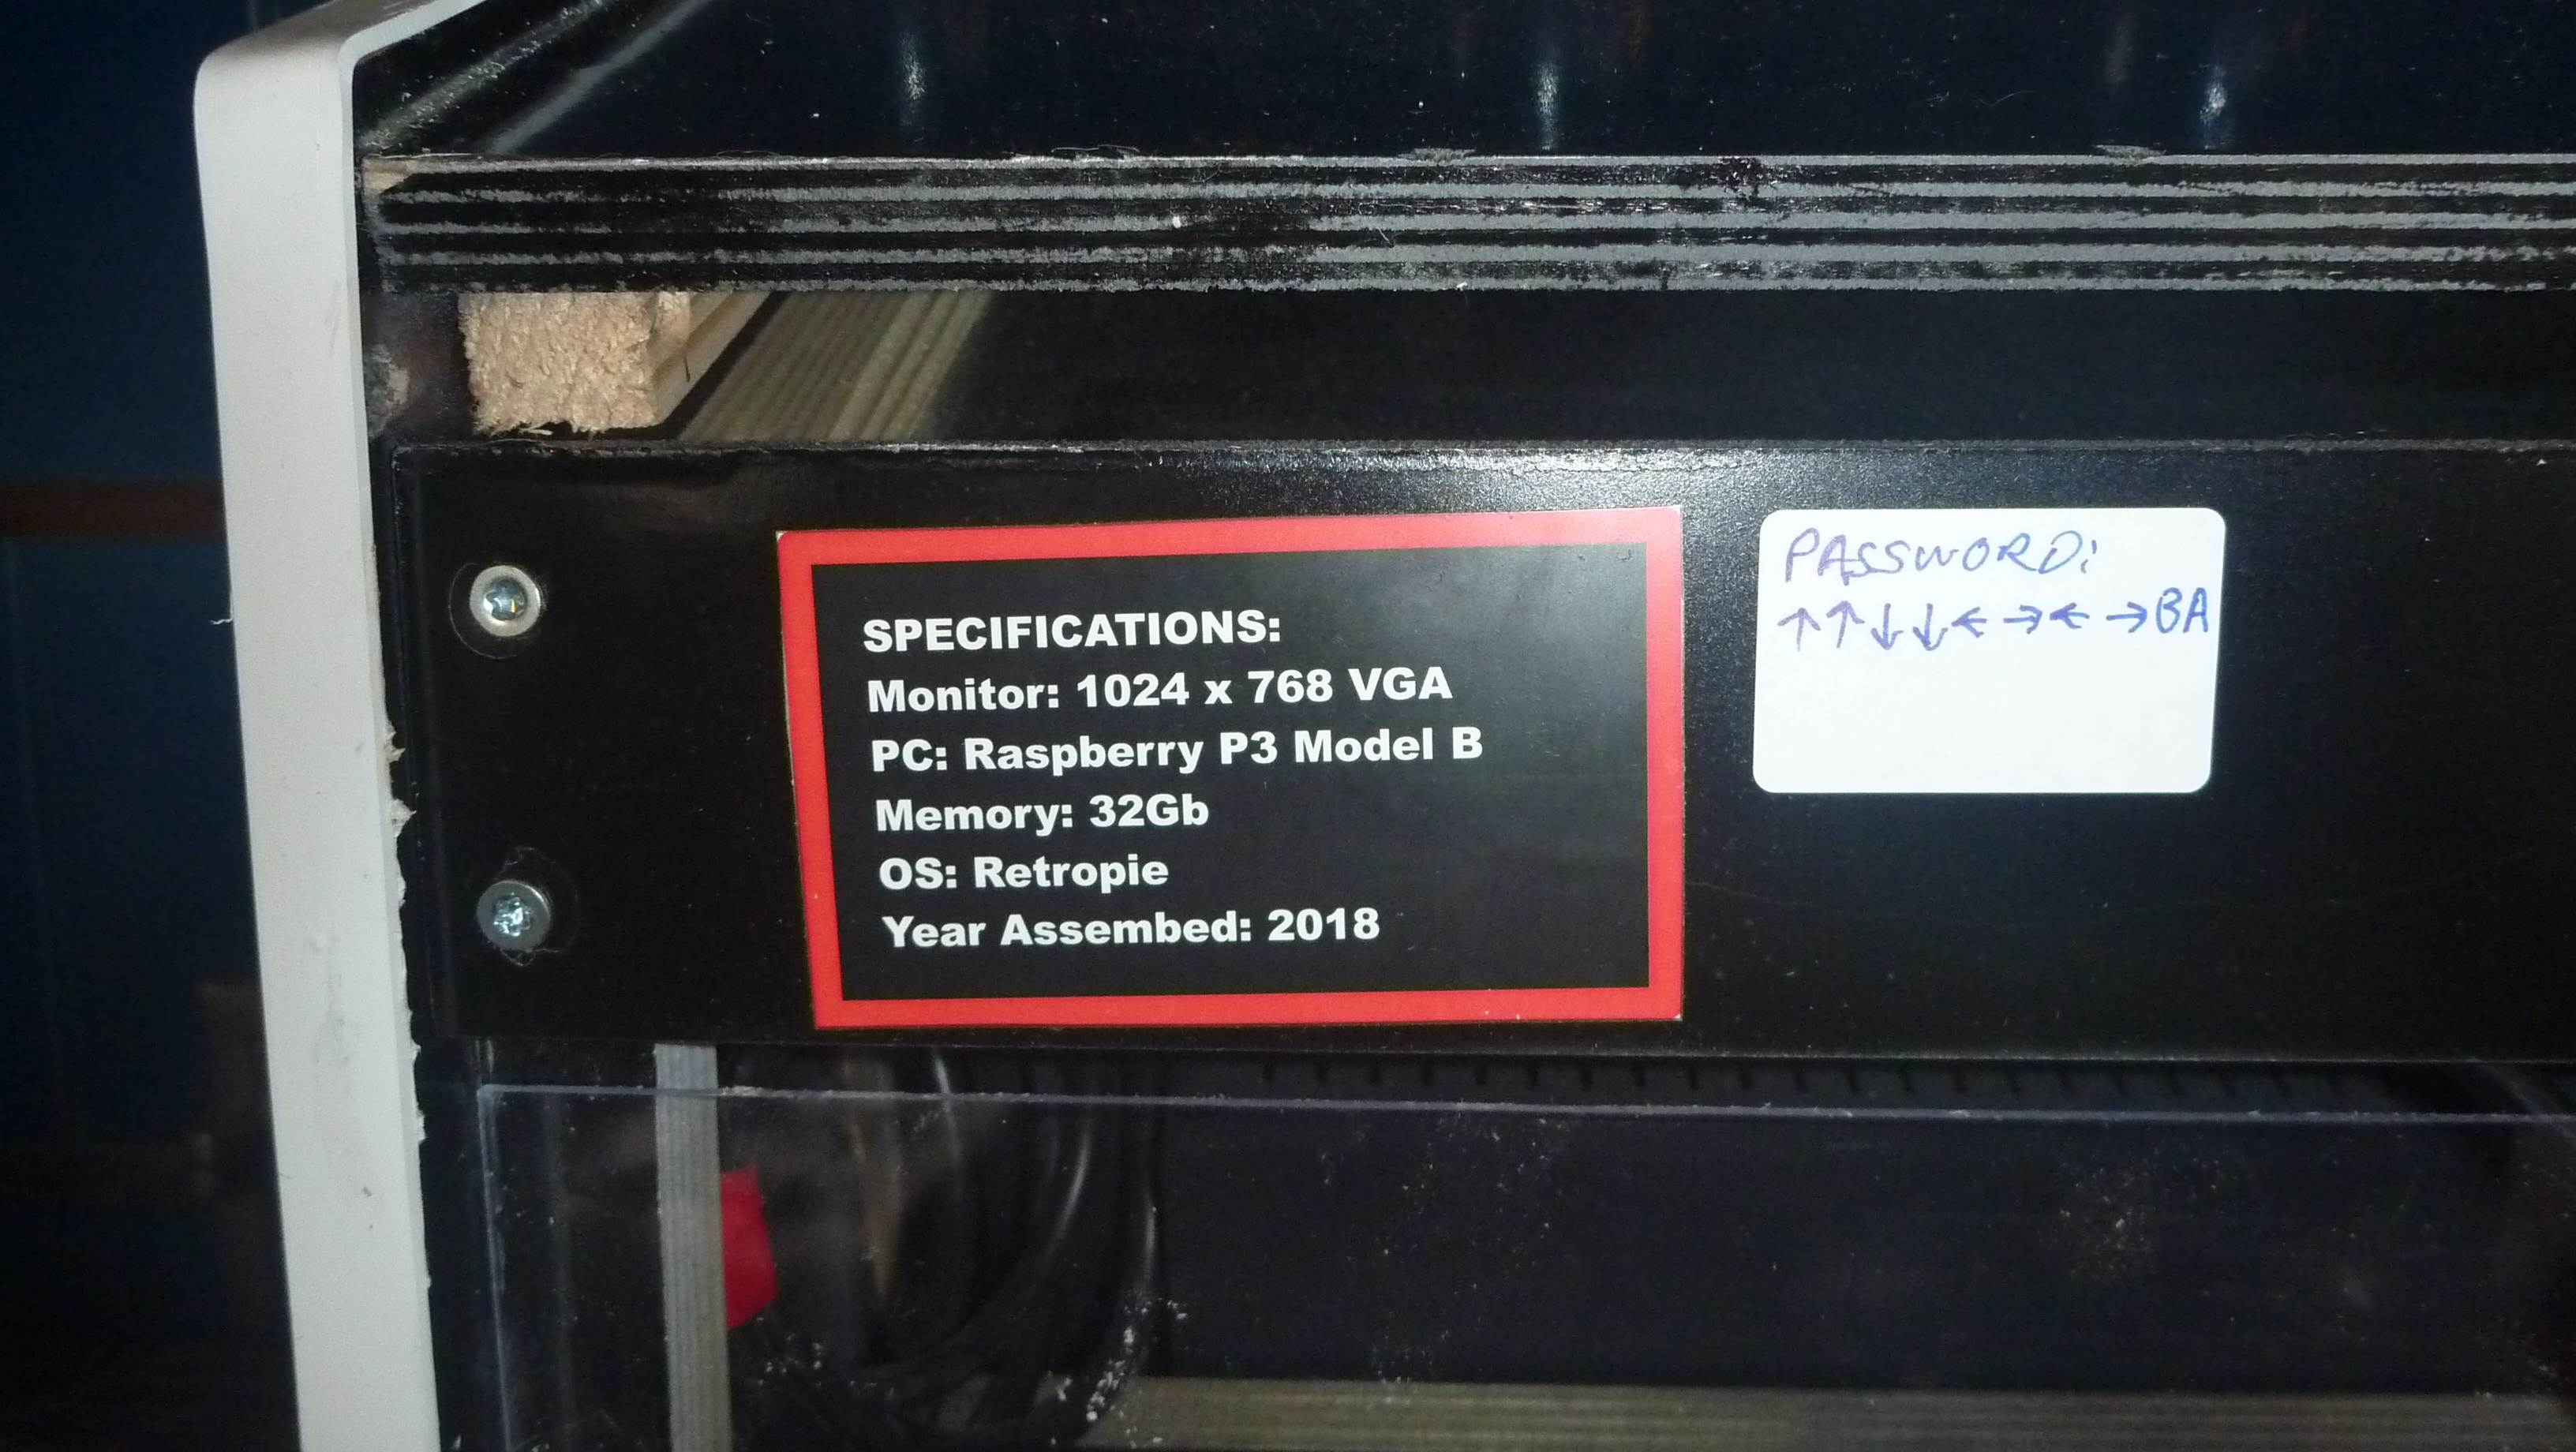 SPECIFICATIONS:
Monitor: 1024 x 768 VGA
PC: Raspberry P3 Model B
Memory: 32Gb
OS: Retropie
Year Assembed: 2018
PASSWORD:
↑↑↓↓←→←→BA